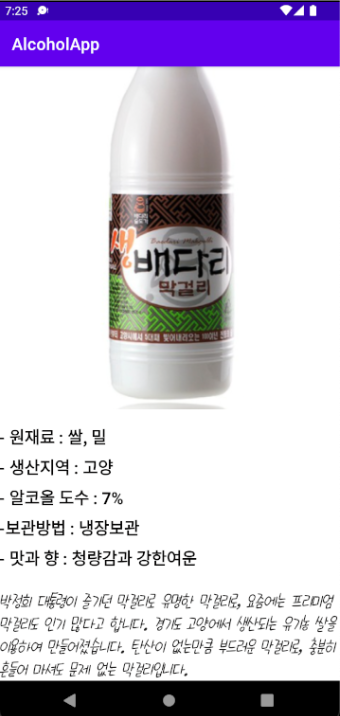 7:25
AlcoholApp
생
배다리
막걸리
- 원재료 : 쌀, 밀
- 생산지역 : 고양
- 알코올 도수 : 7%
-보관방법 : 냉장보관
- 맛과 향 : 청량감과 강한여운
박정희 대통령이 즐기던 막걸리로 유명한 막걸리로, 요즘에는 프리미엄
막걸리도 인기 많다고 합니다. 경기도 고양에서 생산되는 유기농 쌀을
이용하여 만들어졌습니다. 탄산이 없는만큼 부드러운 막걸리로, 충분히
흔들어 마셔도 문제 없는 막걸리입니다.